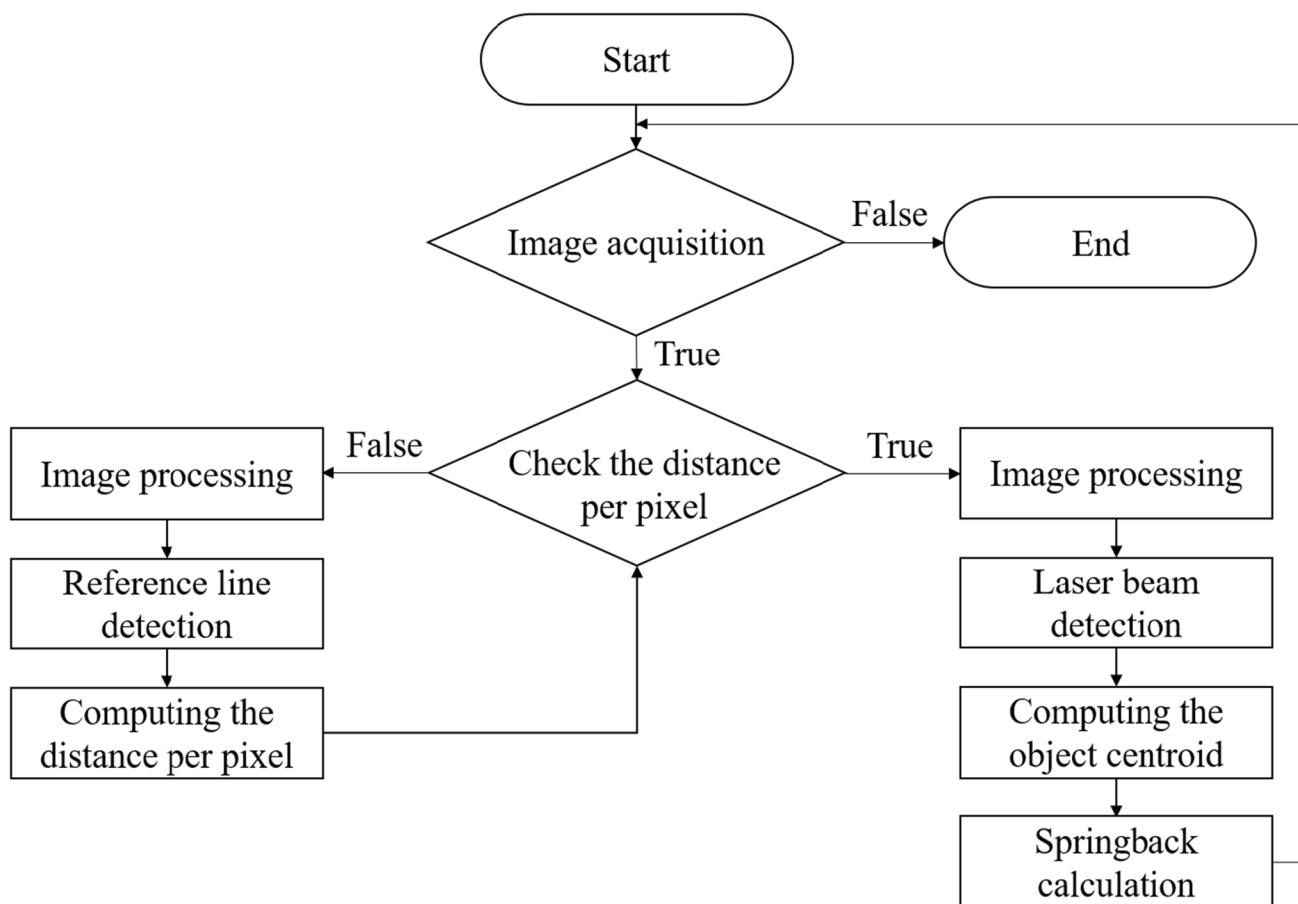 Start
Image acquisition
False
End
True
Check the distance
per pixel
False
True
Image processing
Reference line
detection
Computing the
distance per pixel
Image processing
Laser beam
detection
Computing the
object centroid
Springback
calculation